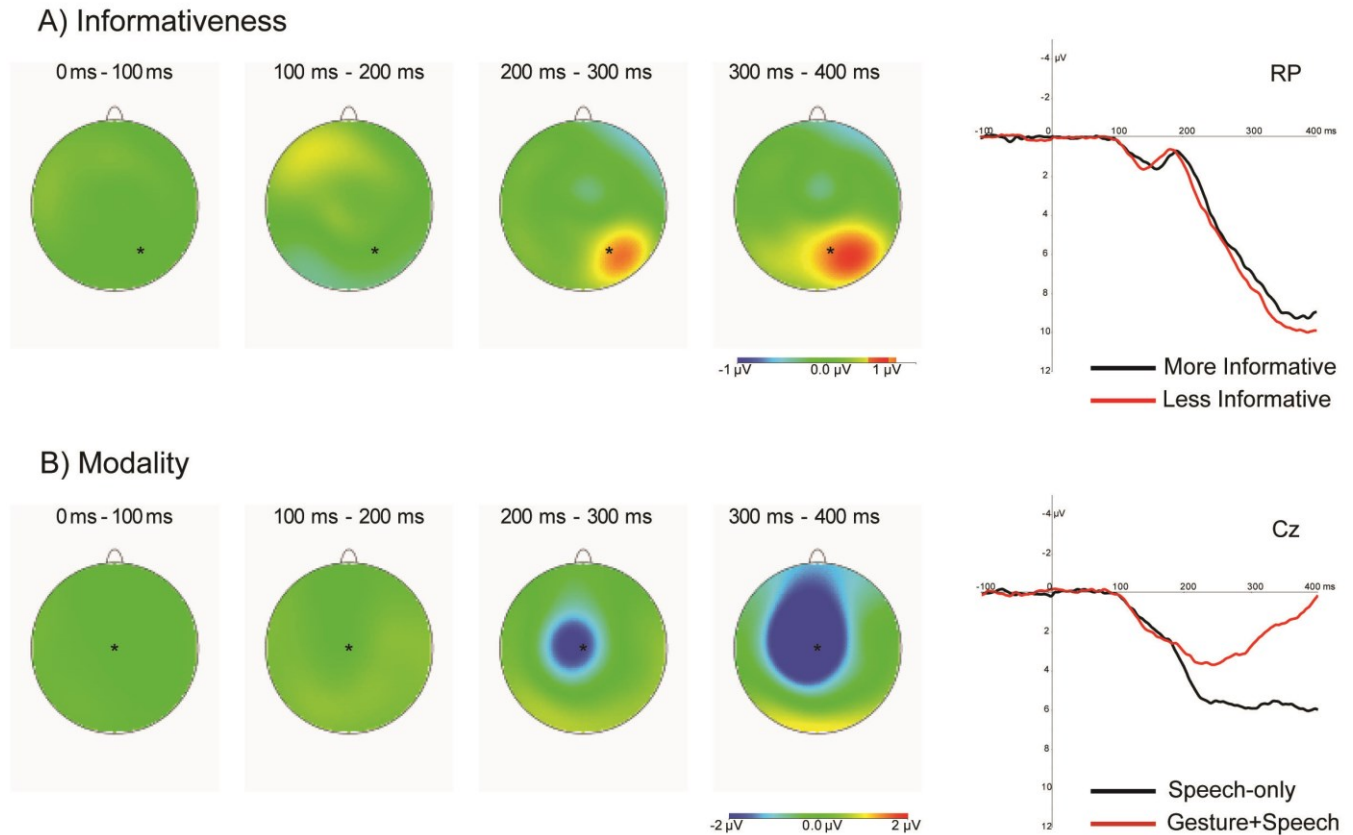 A) Informativeness
0 ms - 100 ms
100 ms - 200 ms
200 ms - 300 ms
300 ms - 400 ms
* * * *
-1 µV 0.0 µV 1 µV
-4 µV
RP
-2
-100 0 100 200 300 400 ms
2
4
6
8
10
12
More Informative
Less Informative
B) Modality
0 ms - 100 ms
100 ms - 200 ms
200 ms - 300 ms
300 ms - 400 ms
* * * *
-2 µV 0.0 µV 1 2 µV
-4 µV
Cz
-2
-100 0 100 200 300 400 ms
2
4
6
8
10
12
Speech-only
Gesture+Speech